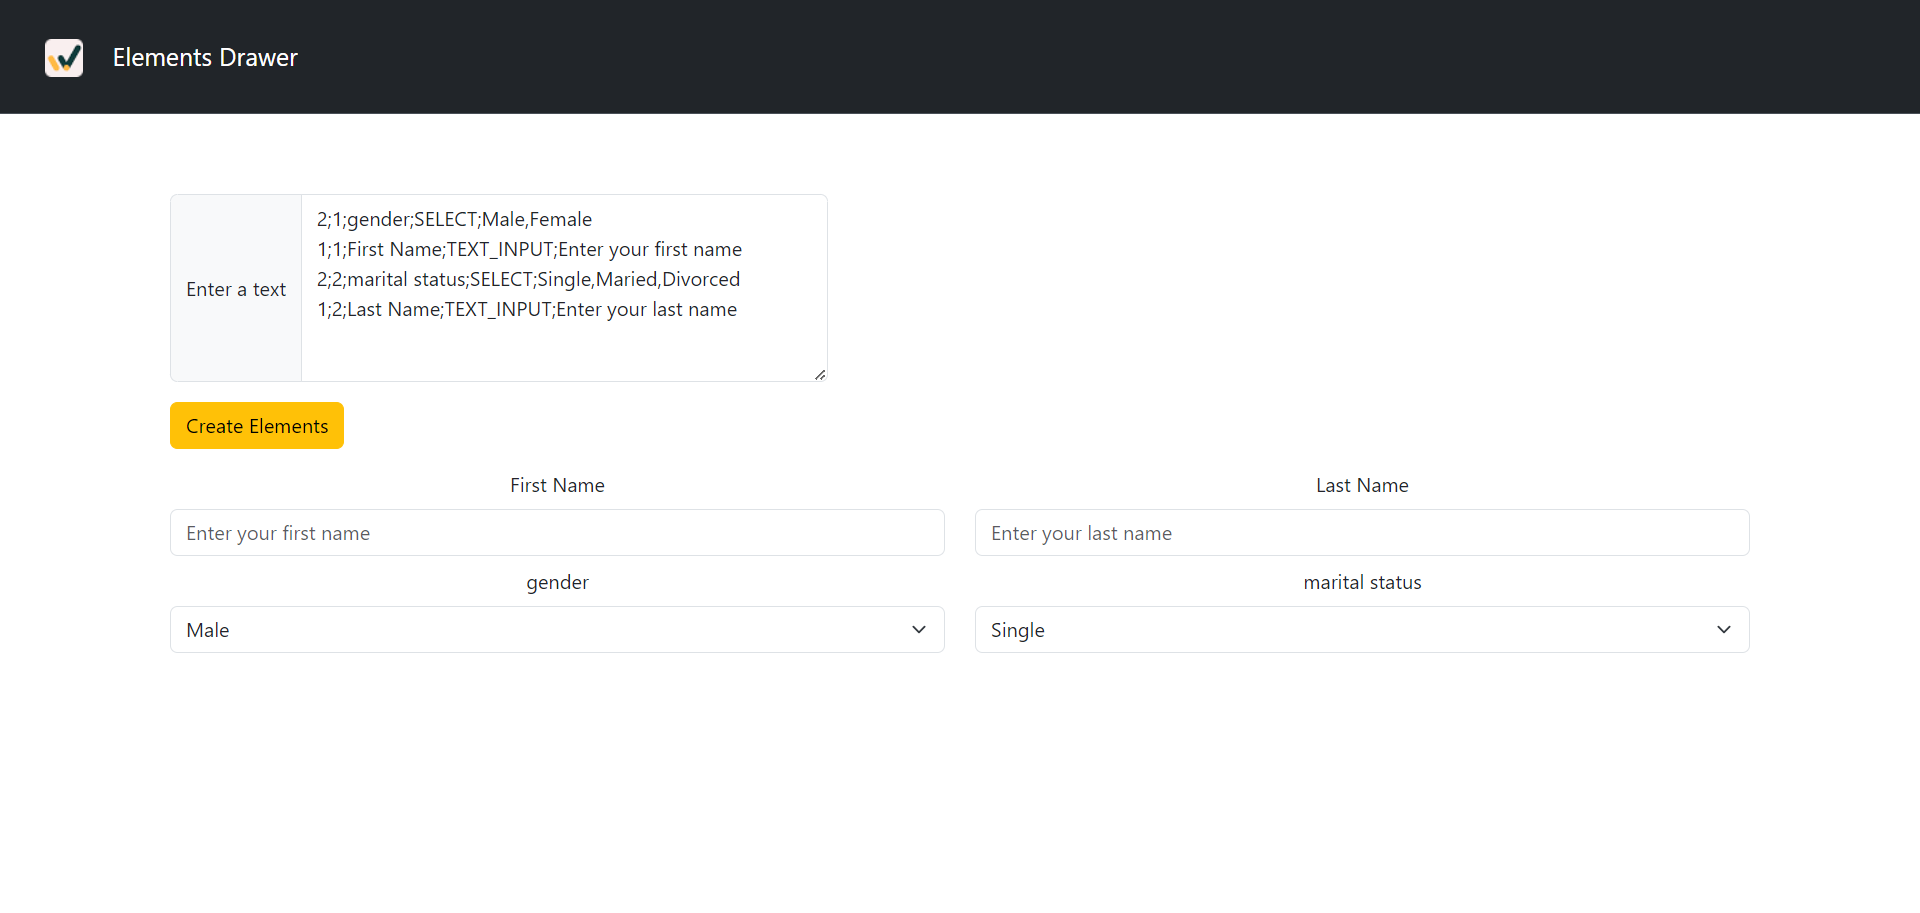 Elements Drawer
Enter a text
2;1;gender;SELECT;Male,Female
1;1;First Name;TEXT_INPUT;Enter your first name
2;2;marital status;SELECT;Single,Maried,Divorced
1;2;Last Name;TEXT_INPUT;Enter your last name
Create Elements
First Name
Last Name
Enter your first name
Enter your last name
gender
marital status
Male
Single